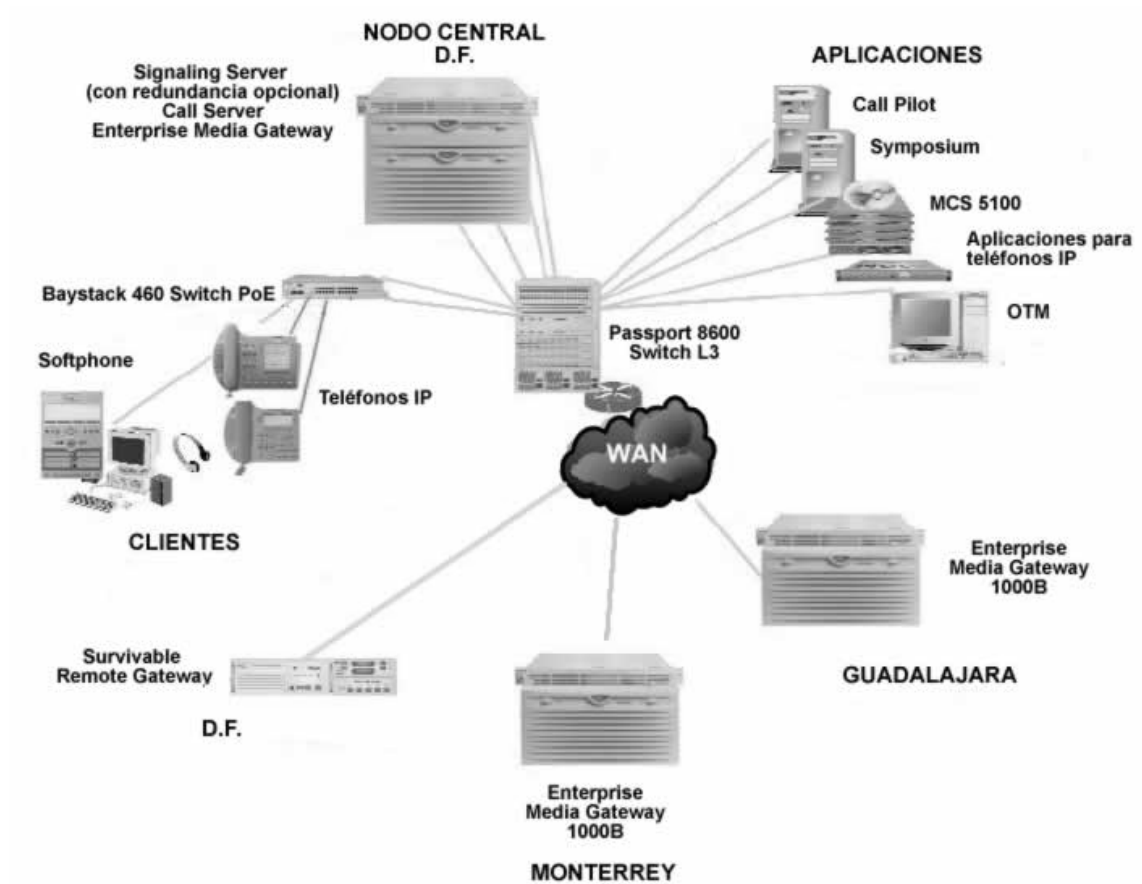 NODO CENTRAL
D.F.
Signaling Server
(con redundancia opcional)
Call Server
Enterprise Media Gateway
APLICACIONES
Call Pilot
Symposium
MCS 5100
Aplicaciones para
teléfonos IP
OTM
Baystack 460 Switch PoE
Passport 8600
Switch L3
Softphone
Teléfonos IP
CLIENTES
WAN
Enterprise
Media Gateway
1000B
GUADALAJARA
Survivable
Remote Gateway
D.F.
Enterprise
Media Gateway
1000B
MONTERREY